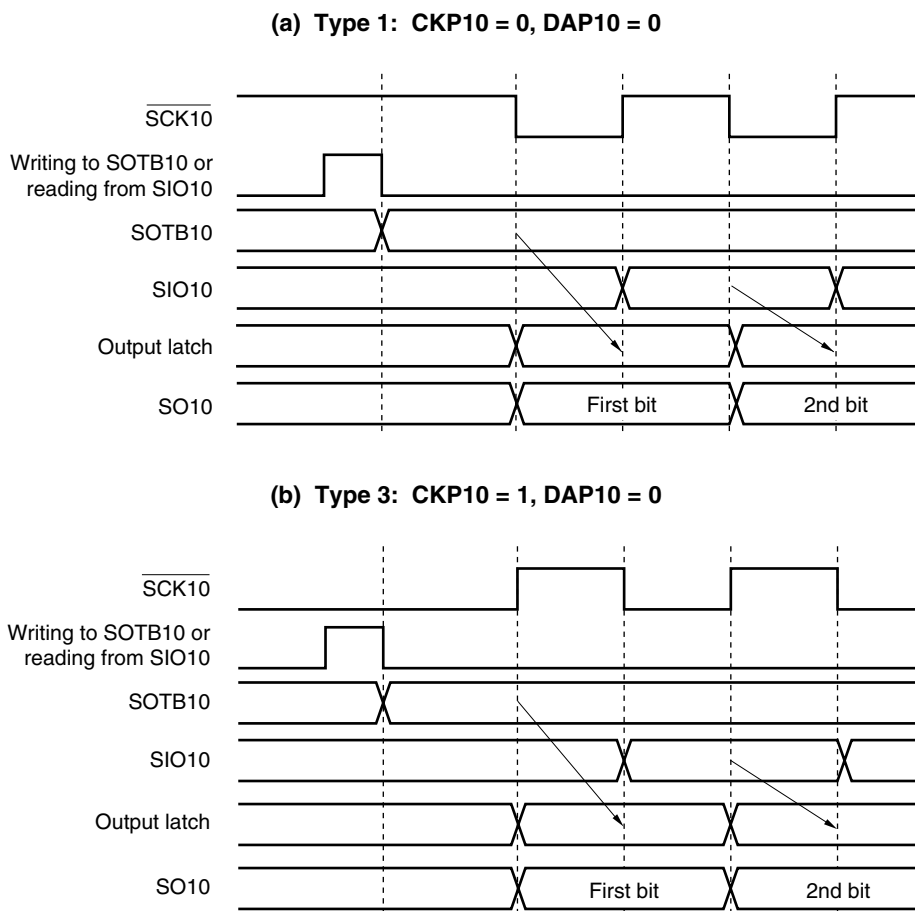 (a) Type 1: CKP10 = 0, DAP10 = 0
SCK10
Writing to SOTB10 or
reading from SIO10
SOTB10
SIO10
Output latch
SO10
First bit
2nd bit
(b) Type 3: CKP10 = 1, DAP10 = 0
SCK10
Writing to SOTB10 or
reading from SIO10
SOTB10
SIO10
Output latch
SO10
First bit
2nd bit